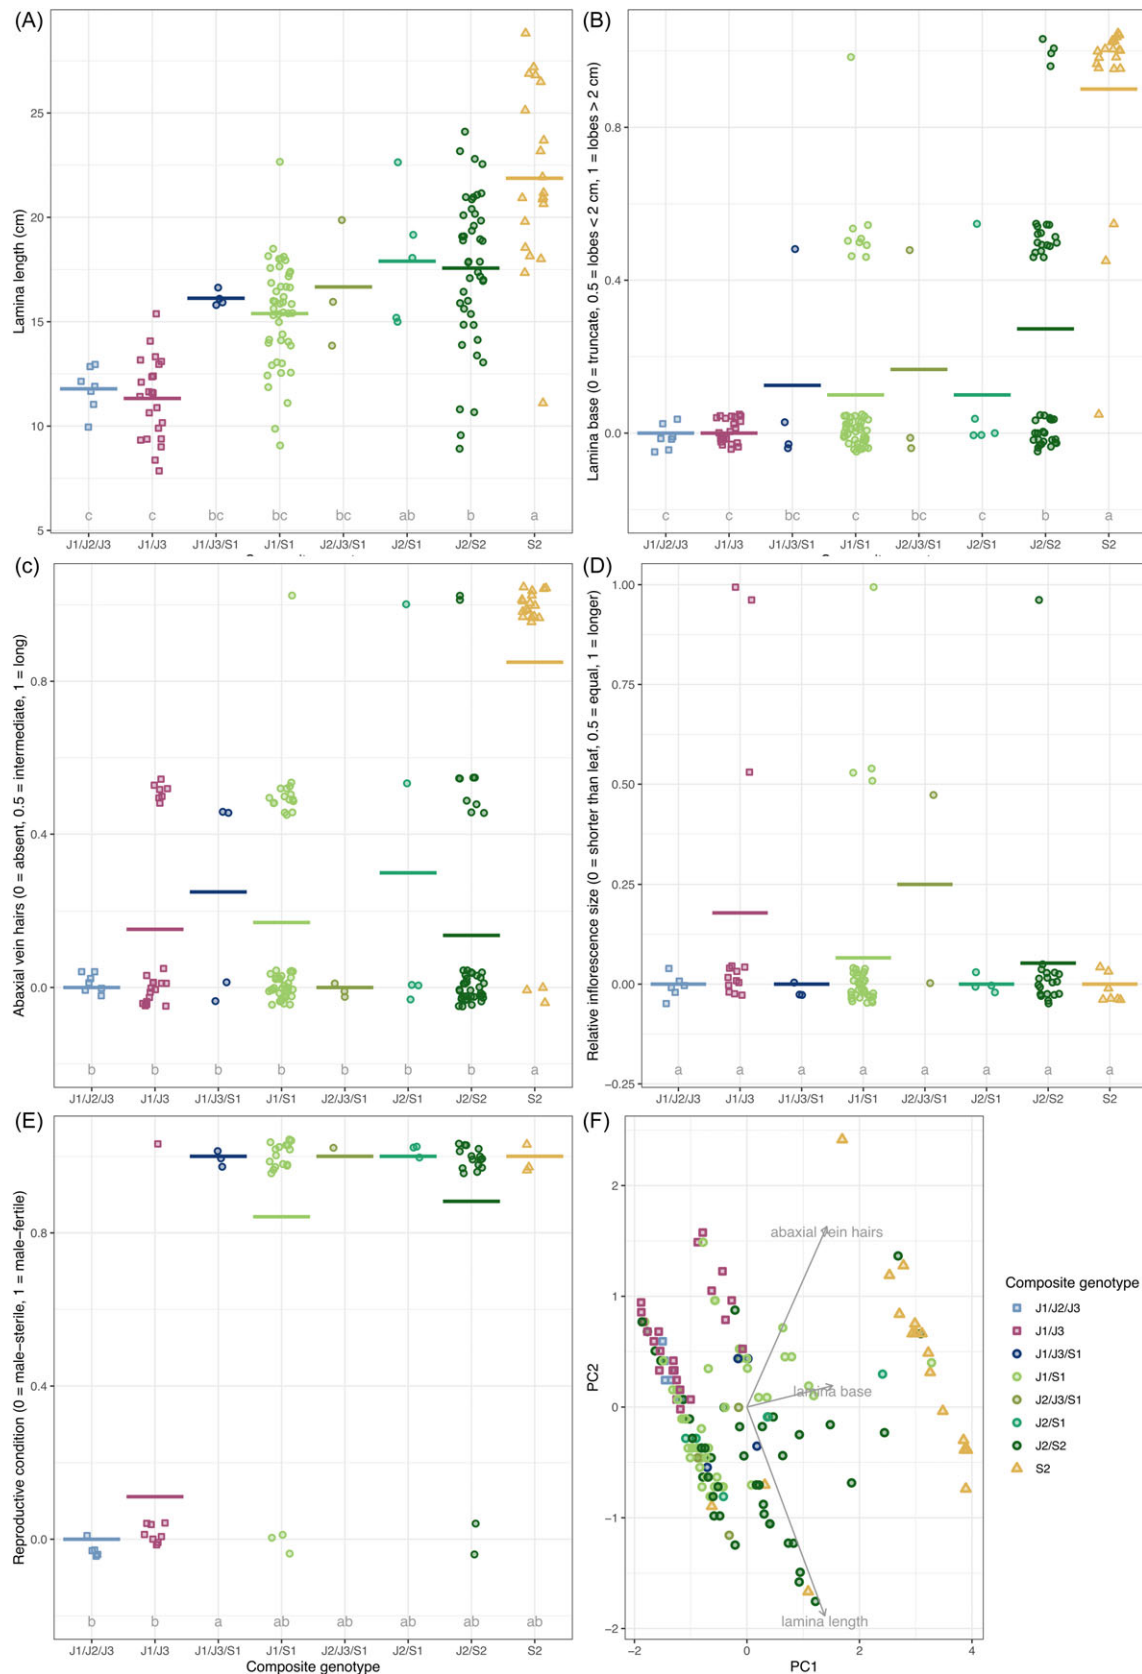 (A)
Lamina length (cm)
25
20
15
10
5
c c bc bc bc ab b a
J1/J2/J3 J1/J3 J1/J3/S1 J1/S1 J2/J3/S1 J2/S1 J2/S2 S2
(B)
Lamina base (0 = truncate, 0.5 = lobes < 2 cm, 1 = lobes > 2 cm)
0.8
0.4
0.0
c c bc c bc c b a
J1/J2/J3 J1/J3 J1/J3/S1 J1/S1 J2/J3/S1 J2/S1 J2/S2 S2
(c)
Abaxial vein hairs (0 = absent, 0.5 = intermediate, 1 = long)
0.8
0.4
0.0
b b b b b b b a
J1/J2/J3 J1/J3 J1/J3/S1 J1/S1 J2/J3/S1 J2/S1 J2/S2 S2
(D)
Relative inflorescence size (0 = shorter than leaf, 0.5 = equal, 1 = longer)
1.00
0.75
0.50
0.25
0.00
−0.25
a a a a a a a a
J1/J2/J3 J1/J3 J1/J3/S1 J1/S1 J2/J3/S1 J2/S1 J2/S2 S2
(E)
Reproductive condition (0 = male−sterile, 1 = male−fertile)
0.8
0.4
0.0
b b a ab ab ab ab ab
J1/J2/J3 J1/J3 J1/J3/S1 J1/S1 J2/J3/S1 J2/S1 J2/S2 S2
Composite genotype
(F)
PC2
2
1
0
−1
−2
abaxial vein hairs
lamina base
lamina length
−2 0 2 4
PC1
Composite genotype
J1/J2/J3
J1/J3
J1/J3/S1
J1/S1
J2/J3/S1
J2/S1
J2/S2
S2